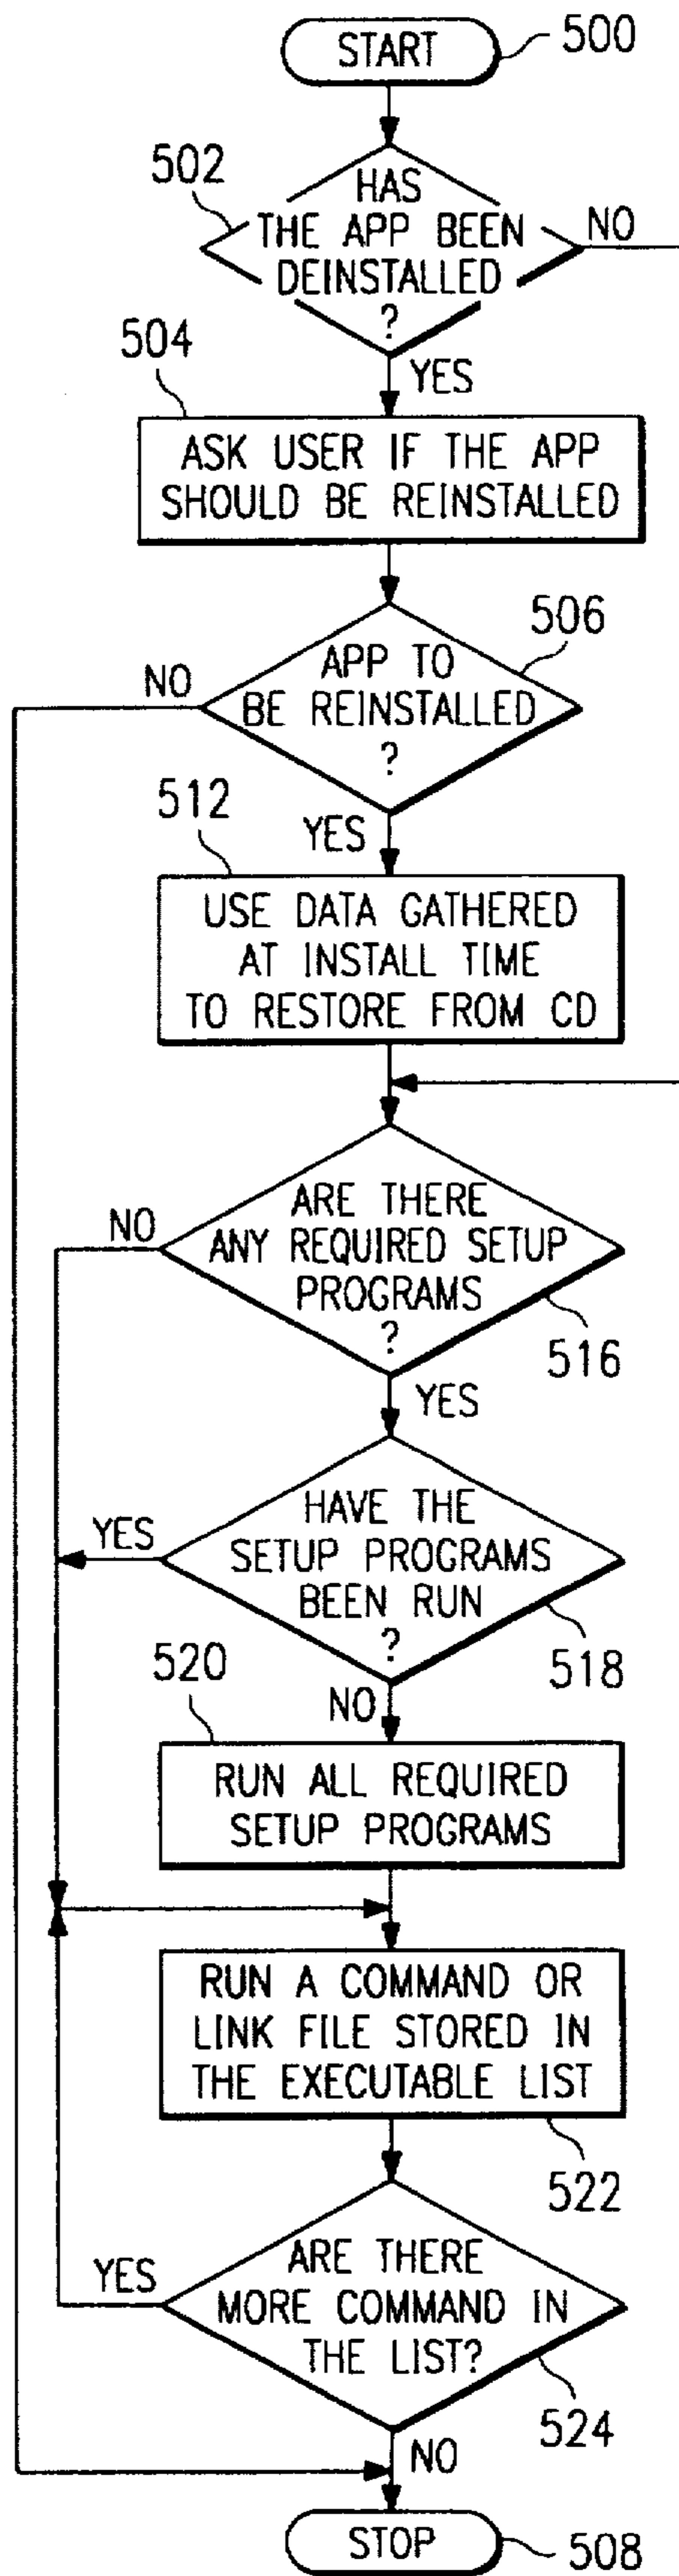 START
500
502
HAS
THE APP BEEN
DEINSTALLED
?
NO
YES
504
ASK USER IF THE APP
SHOULD BE REINSTALLED
506
APP TO
BE REINSTALLED
?
NO
YES
512
USE DATA GATHERED
AT INSTALL TIME
TO RESTORE FROM CD
ARE THERE
ANY REQUIRED SETUP
PROGRAMS
?
NO
516
YES
HAVE THE
SETUP PROGRAMS
BEEN RUN
?
YES
518
NO
520
RUN ALL REQUIRED
SETUP PROGRAMS
RUN A COMMAND OR
LINK FILE STORED IN
THE EXECUTABLE LIST
522
ARE THERE
MORE COMMAND IN
THE LIST?
YES
524
NO
STOP
508